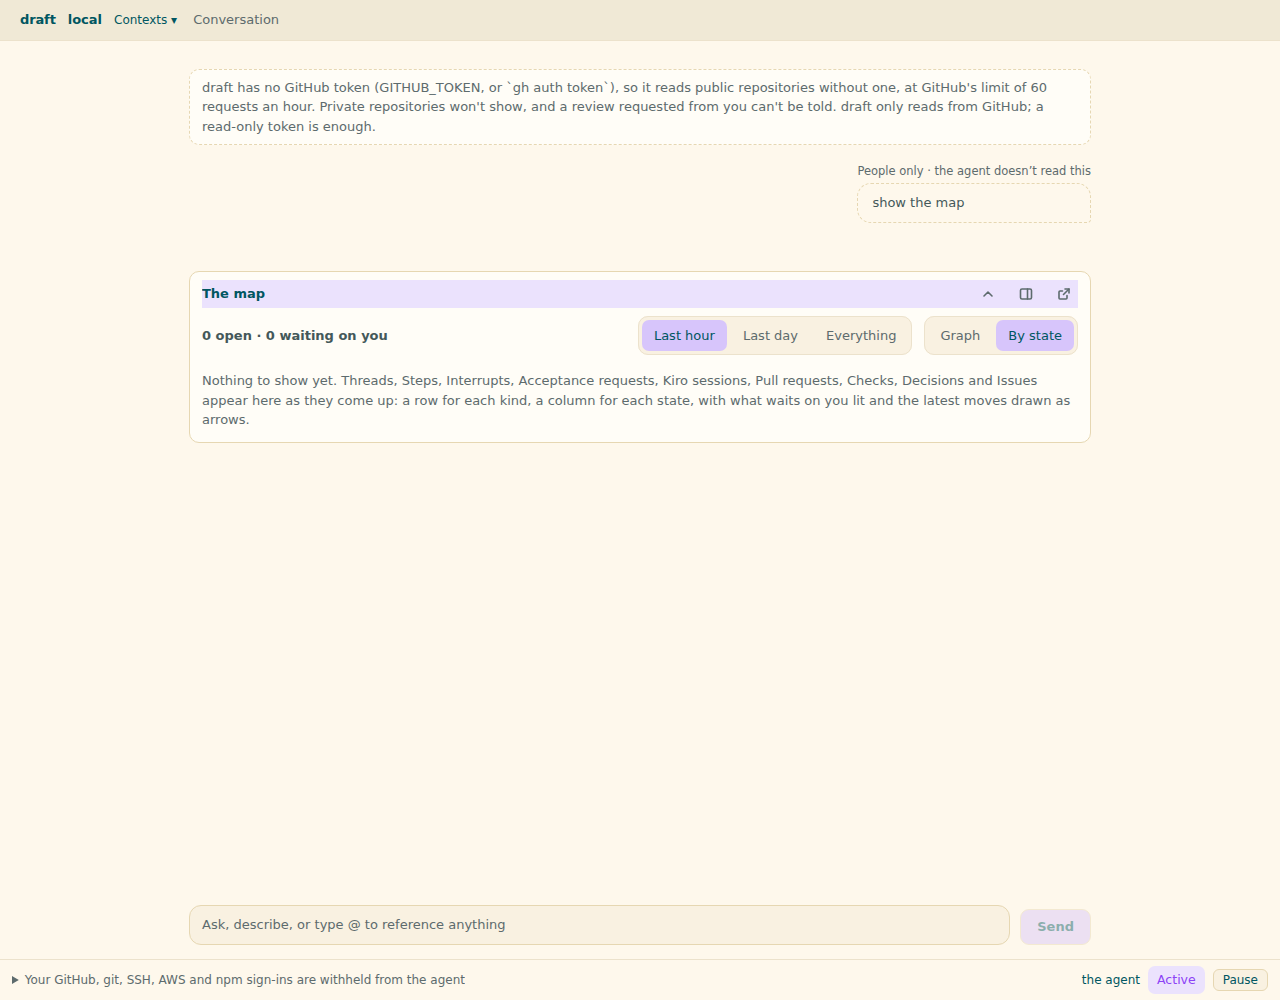 draft local Contexts ▾ Conversation
draft has no GitHub token (GITHUB_TOKEN, or `gh auth token`), so it reads public repositories without one, at GitHub's limit of 60
requests an hour. Private repositories won't show, and a review requested from you can't be told. draft only reads from GitHub; a
read-only token is enough.
People only · the agent doesn’t read this
show the map
The map
0 open · 0 waiting on you Last hour Last day Everything Graph By state
Nothing to show yet. Threads, Steps, Interrupts, Acceptance requests, Kiro sessions, Pull requests, Checks, Decisions and Issues
appear here as they come up: a row for each kind, a column for each state, with what waits on you lit and the latest moves drawn as
arrows.
Ask, describe, or type @ to reference anything Send
▶ Your GitHub, git, SSH, AWS and npm sign-ins are withheld from the agent the agent Active Pause